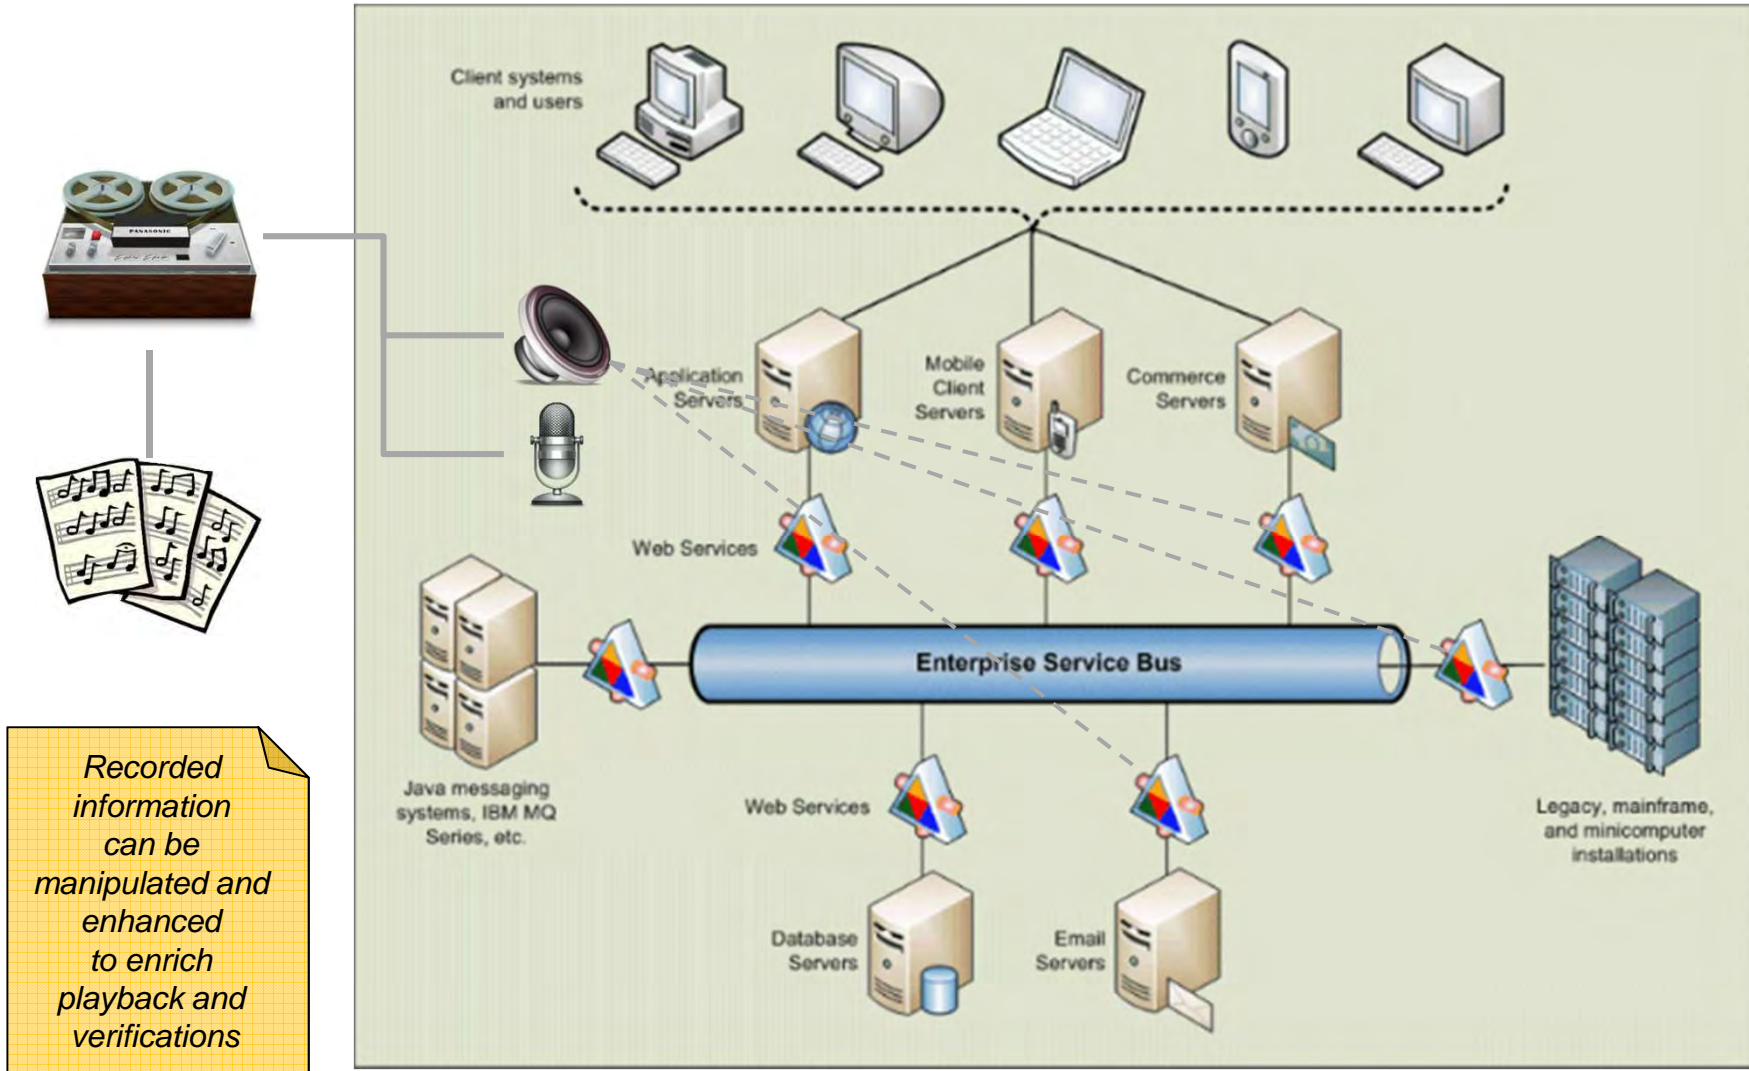 Client systems
and users
PANASONIC
Application
Servers
Mobile
Client
Servers
Commerce
Servers
Web Services
Enterprise Service Bus
Java messaging
systems, IBM MQ
Series, etc.
Web Services
Legacy, mainframe,
and minicomputer
installations
Database
Servers
Email
Servers
Recorded
information
can be
manipulated and
enhanced
to enrich
playback and
verifications